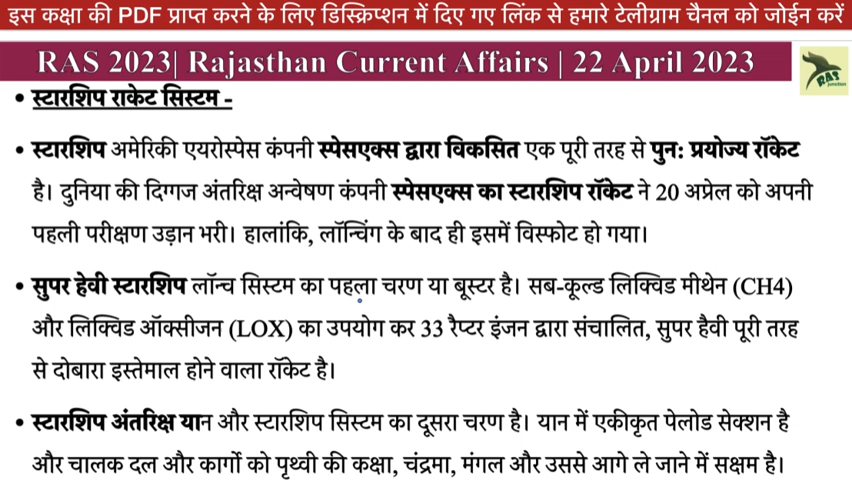 इस कक्षा की PDF प्राप्त करने के लिए डिस्क्रिप्शन में दिए गए लिंक से हमारे टेलीग्राम चैनल को जोईन करें
RAS 2023| Rajasthan Current Affairs | 22 April 2023
RAS
Junction
• स्टारशिप राकेट सिस्टम -
• स्टारशिप अमेरिकी एयरोस्पेस कंपनी स्पेसएक्स द्वारा विकसित एक पूरी तरह से पुन: प्रयोज्य रॉकेट
है। दुनिया की दिग्गज अंतरिक्ष अन्वेषण कंपनी स्पेसएक्स का स्टारशिप रॉकेट ने 20 अप्रेल को अपनी
पहली परीक्षण उड़ान भरी। हालांकि, लॉन्चिंग के बाद ही इसमें विस्फोट हो गया।
• सुपर हेवी स्टारशिप लॉन्च सिस्टम का पहला चरण या बूस्टर है। सब-कूल्ड लिक्विड मीथेन (CH4)
और लिक्विड ऑक्सीजन (LOX) का उपयोग कर 33 रैप्टर इंजन द्वारा संचालित, सुपर हैवी पूरी तरह
से दोबारा इस्तेमाल होने वाला रॉकेट है।
• स्टारशिप अंतरिक्ष यान और स्टारशिप सिस्टम का दूसरा चरण है। यान में एकीकृत पेलोड सेक्शन है
और चालक दल और कार्गो को पृथ्वी की कक्षा, चंद्रमा, मंगल और उससे आगे ले जाने में सक्षम है।